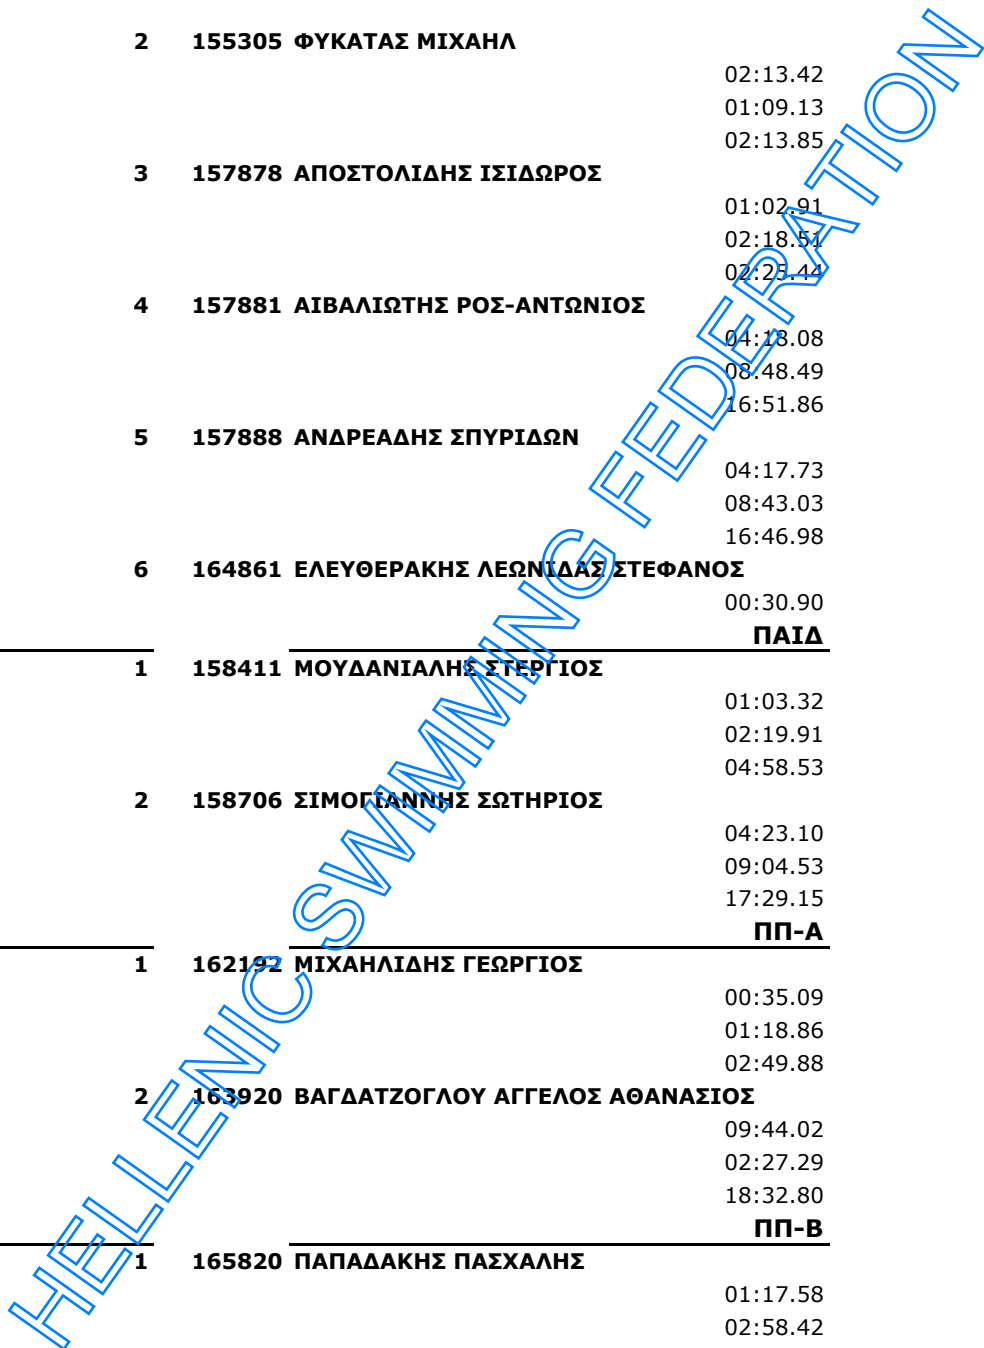 2 155305 ΦΥΚΑΤΑΣ ΜΙΧΑΗΛ
02:13.42
01:09.13
02:13.85
3 157878 ΑΠΟΣΤΟΛΙΔΗΣ ΙΣΙΔΩΡΟΣ
01:02.91
02:18.51
02:25.44
4 157881 ΑΙΒΑΛΙΩΤΗΣ ΡΟΣ-ΑΝΤΩΝΙΟΣ
04:18.08
08:48.49
16:51.86
5 157888 ΑΝΔΡΕΑΔΗΣ ΣΠΥΡΙΔΩΝ
04:17.73
08:43.03
16:46.98
6 164861 ΕΛΕΥΘΕΡΑΚΗΣ ΛΕΩΝΙΔΑΣ ΣΤΕΦΑΝΟΣ
00:30.90
ΠΑΙΔ
1 158411 ΜΟΥΔΑΝΙΑΛΗΣ ΣΤΕΡΓΙΟΣ
01:03.32
02:19.91
04:58.53
2 158706 ΣΙΜΟΓΙΑΝΝΗΣ ΣΩΤΗΡΙΟΣ
04:23.10
09:04.53
17:29.15
ΠΠ-Α
1 162192 ΜΙΧΑΗΛΙΔΗΣ ΓΕΩΡΓΙΟΣ
00:35.09
01:18.86
02:49.88
2 163920 ΒΑΓΔΑΤΖΟΓΛΟΥ ΑΓΓΕΛΟΣ ΑΘΑΝΑΣΙΟΣ
09:44.02
02:27.29
18:32.80
ΠΠ-Β
1 165820 ΠΑΠΑΔΑΚΗΣ ΠΑΣΧΑΛΗΣ
01:17.58
02:58.42
HELLENIC SWIMMING FEDERATION